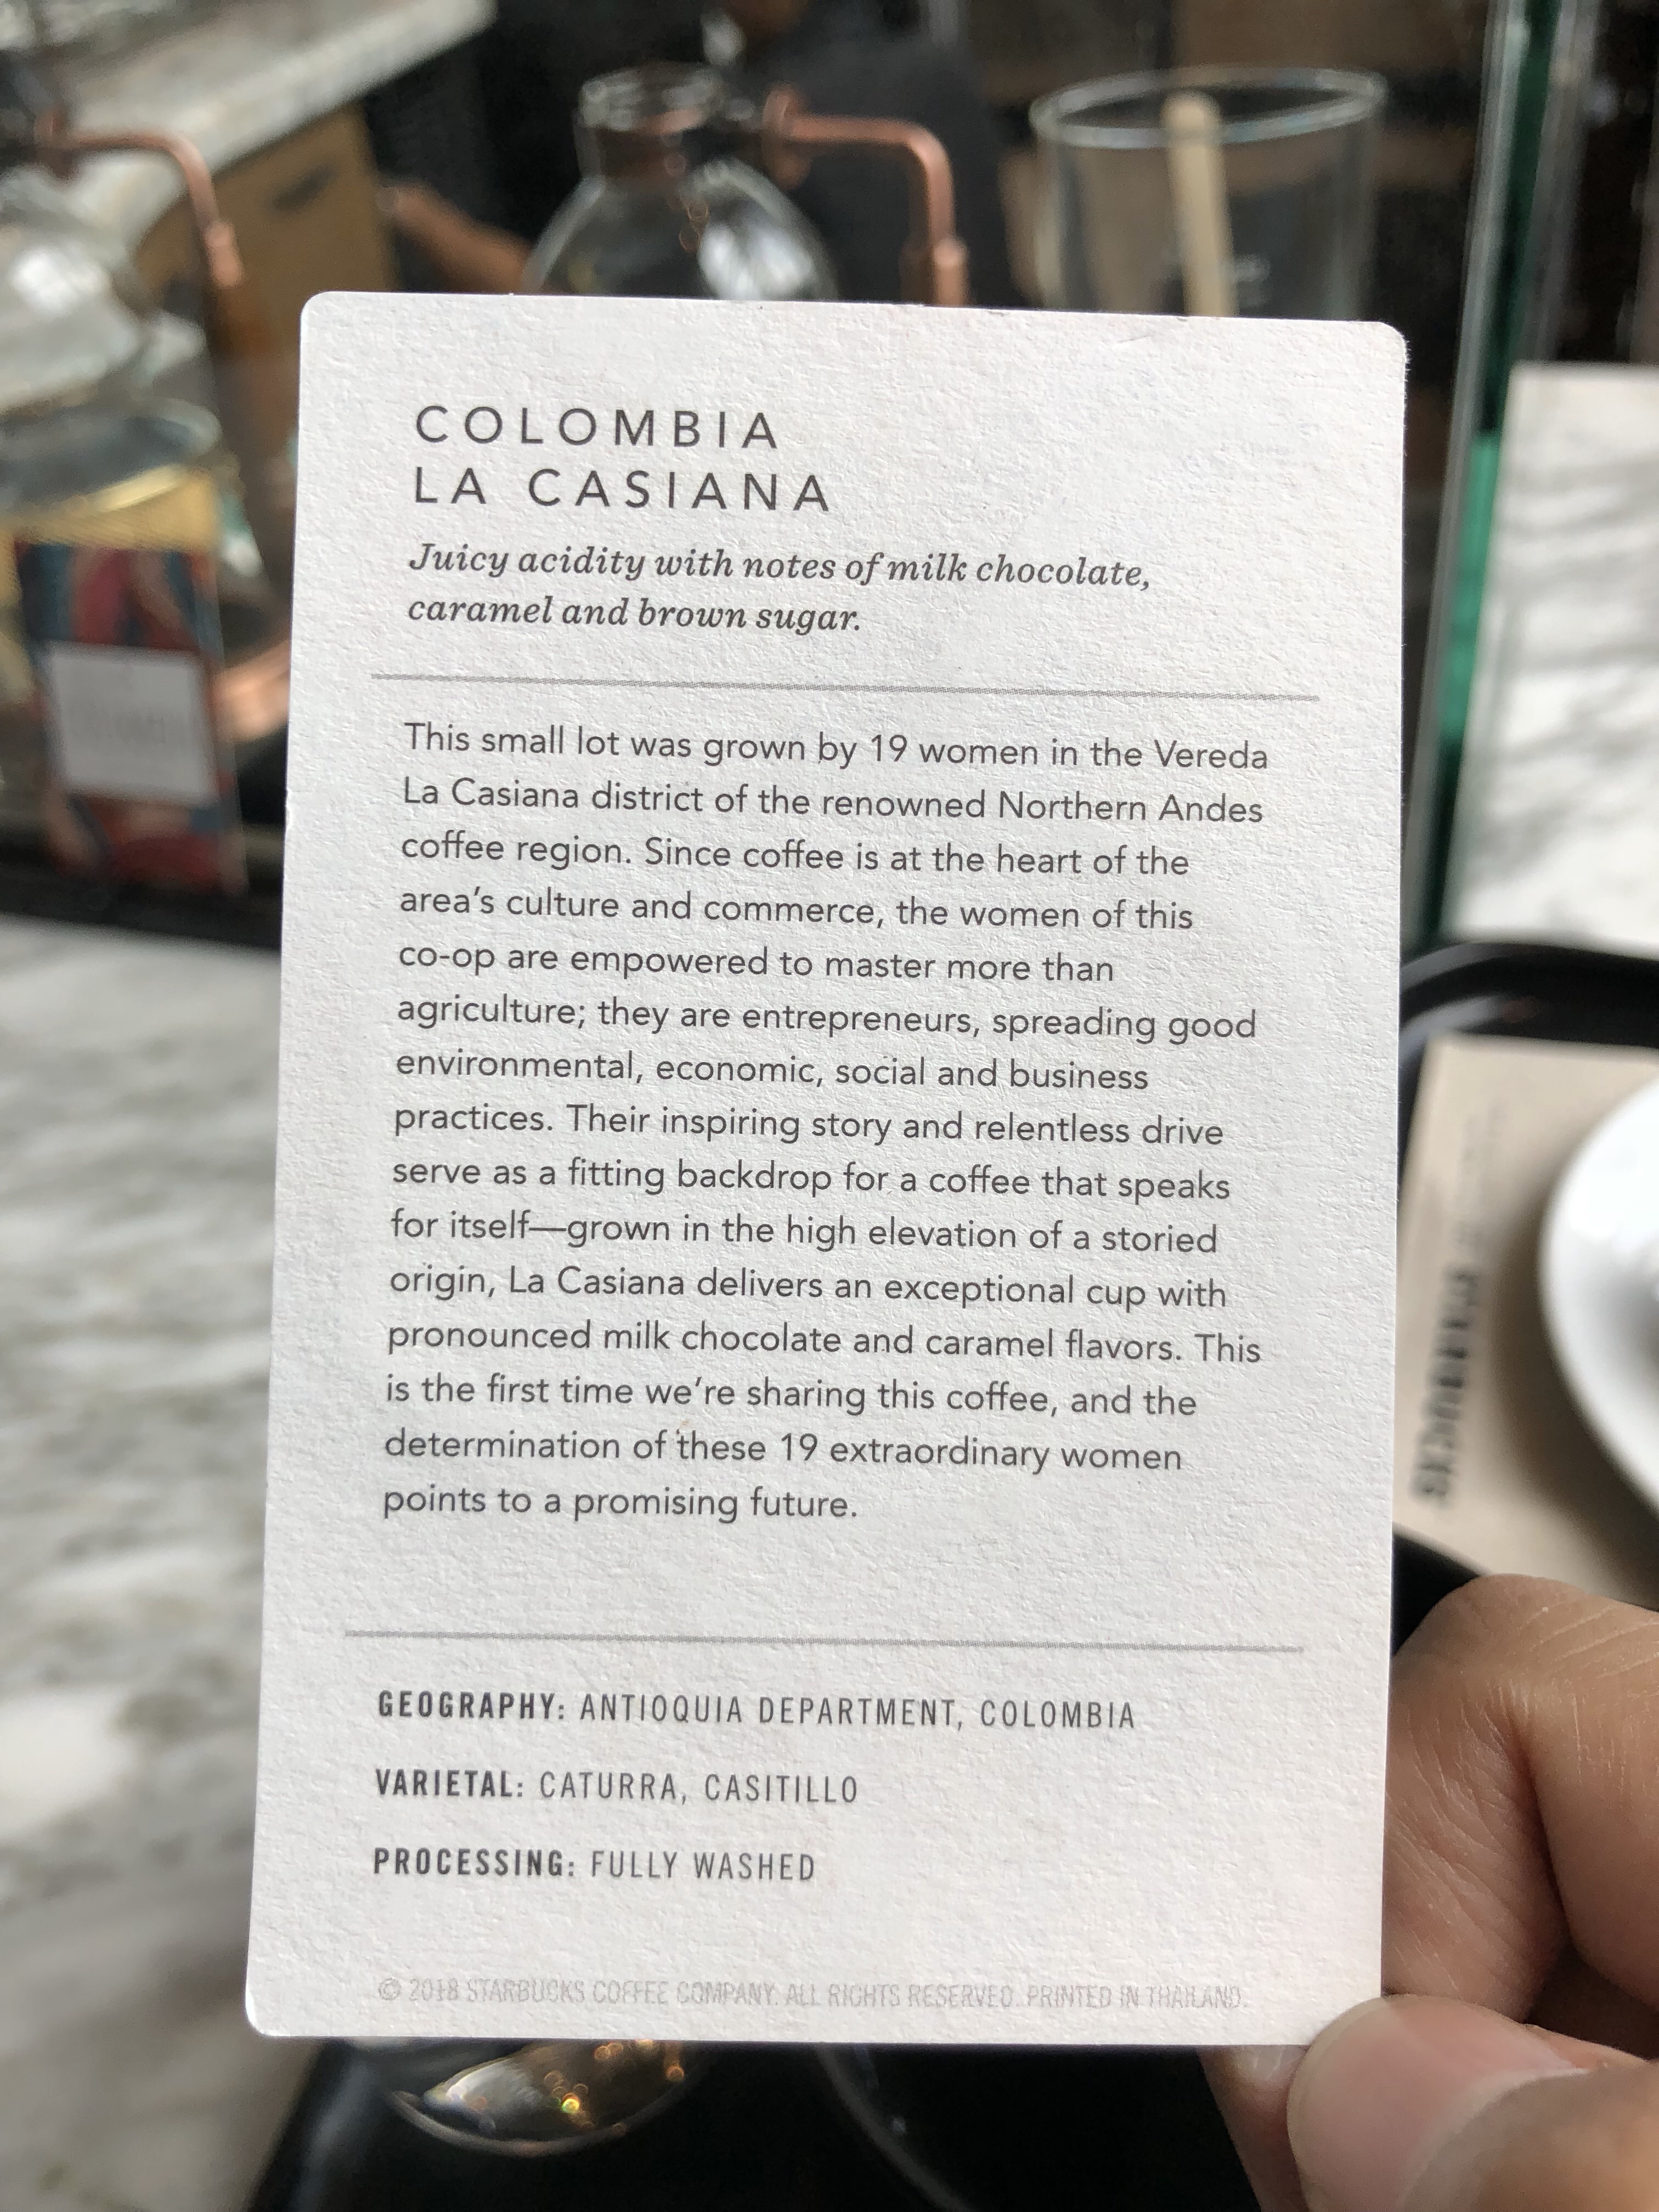 COLOMBIA
LA CASIANA
Juicy acidity with notes of milk chocolate,
caramel and brown sugar.
This small lot was grown by 19 women in the Vereda
La Casiana district of the renowned Northern Andes
coffee region. Since coffee is at the heart of the
area's culture and commerce, the women of this
co-op are empowered to master more than
agriculture; they are entrepreneurs, spreading good
environmental, economic, social and business
practices. Their inspiring story and relentless drive
serve as a fitting backdrop for a coffee that speaks
for itself—grown in the high elevation of a storied
origin, La Casiana delivers an exceptional cup with
pronounced milk chocolate and caramel flavors. This
is the first time we're sharing this coffee, and the
determination of these 19 extraordinary women
points to a promising future.
GEOGRAPHY: ANTIOQUIA DEPARTMENT, COLOMBIA
VARIETAL: CATURRA, CASITILLO
PROCESSING: FULLY WASHED
© 2018 STARBUCKS COFFEE COMPANY. ALL RIGHTS RESERVED. PRINTED IN THAILAND.